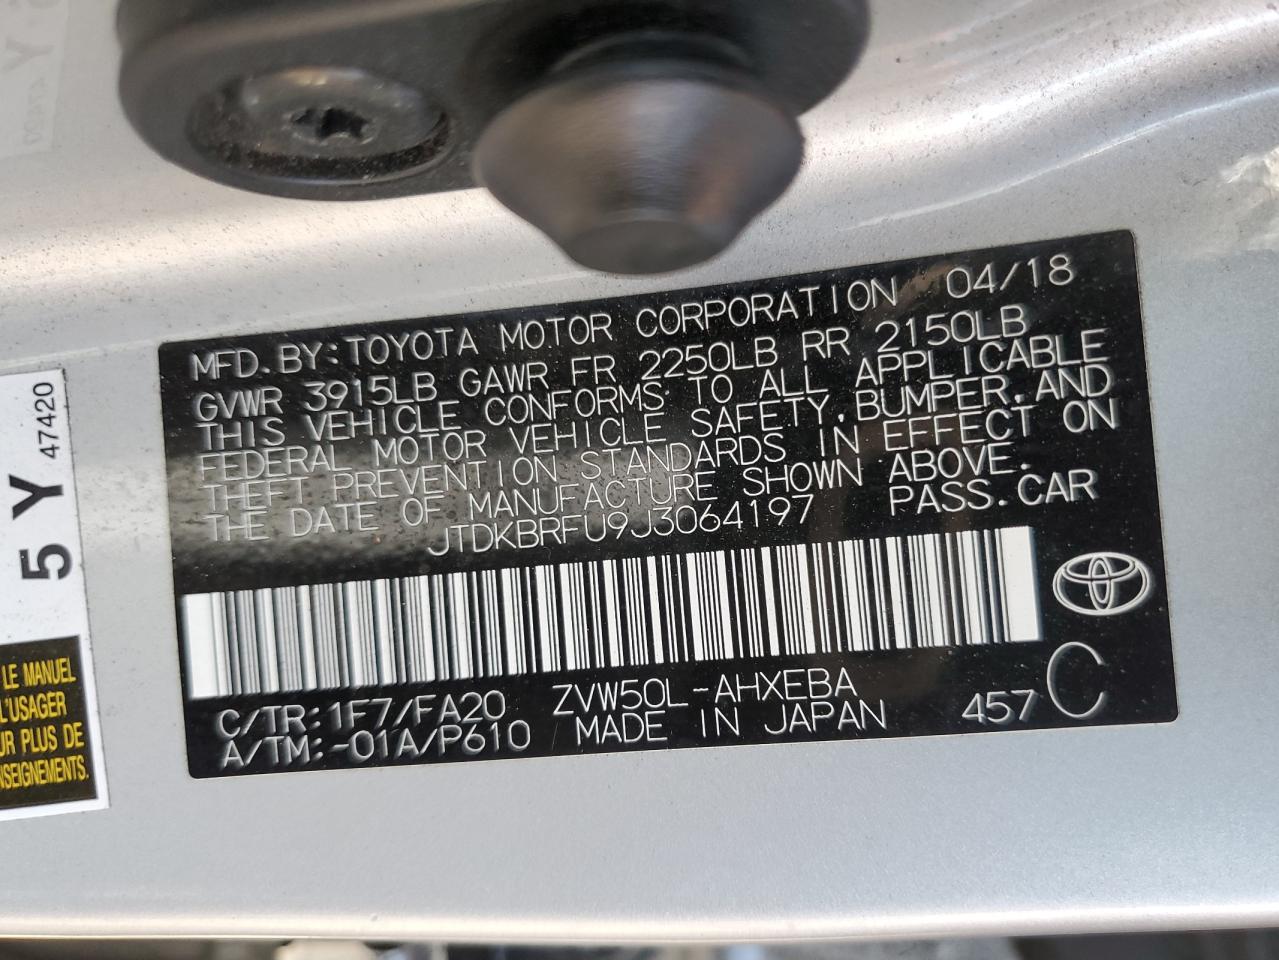 MFD.BY:TOYOTA MOTOR CORPORATION 04/18
GVWR 3915LB GAWR FR 2250LB RR 2150LB
THIS VEHICLE CONFORMS TO ALL APPLICABLE
FEDERAL MOTOR VEHICLE SAFETY,BUMPER,AND
THEFT PREVENTION STANDARDS IN EFFECT ON
THE DATE OF MANUFACTURE SHOWN ABOVE.
JTDKBRFU9J3064197 PASS.CAR
C/TR:1F7/FA20 ZVW50L-AHXEBA
A/TM:-01A/P610 MADE IN JAPAN 457 C
5 Y 47420
LE MANUEL
L'USAGER
PLUS DE